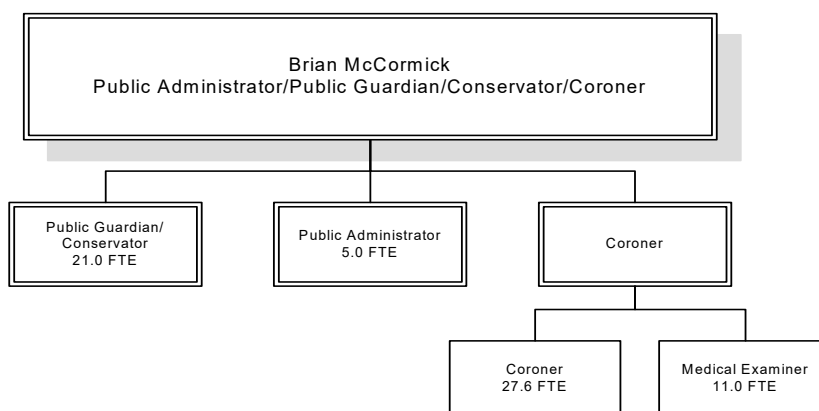 Brian McCormick
Public Administrator/Public Guardian/Conservator/Coroner
Public Guardian/
Conservator
21.0 FTE
Public Administrator
5.0 FTE
Coroner
Coroner
27.6 FTE
Medical Examiner
11.0 FTE